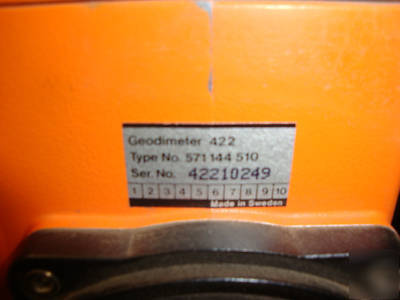 Geodimeter 422
Type No. 571 144 510
Ser. No. 42210249
1 2 3 4 5 6 7 8 9 10
Made in Sweden